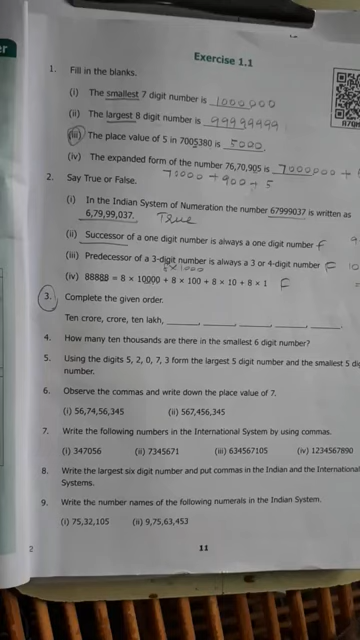 Exercise 1.1
1. Fill in the blanks.
(i) The smallest 7 digit number is 1000000
(ii) The largest 8 digit number is 99999999
(iii) The place value of 5 in 7005380 is 5000.
(iv) The expanded form of the number 76,70,905 is 7000000 +
70000 + 900 + 5
2. Say True or False.
(i) In the Indian System of Numeration the number 67999037 is written as
6,79,99,037. True
(ii) Successor of a one digit number is always a one digit number F
(iii) Predecessor of a 3-digit number is always a 3 or 4-digit number F
8 x 1000
(iv) 88888 = 8 × 10000 + 8 × 100 + 8 × 10 + 8 × 1 F
3. Complete the given order.
Ten crore, crore, ten lakh, _____, _____, _____, _____, _____
4. How many ten thousands are there in the smallest 6 digit number?
5. Using the digits 5, 2, 0, 7, 3 form the largest 5 digit number and the smallest 5
number.
6. Observe the commas and write down the place value of 7.
(i) 56,74,56,345 (ii) 567,456,345
7. Write the following numbers in the International System by using commas.
(i) 347056 (ii) 7345671 (iii) 634567105 (iv) 1234567890
8. Write the largest six digit number and put commas in the Indian and the International
Systems.
9. Write the number names of the following numerals in the Indian System.
(i) 75,32,105 (ii) 9,75,63,453
2
11